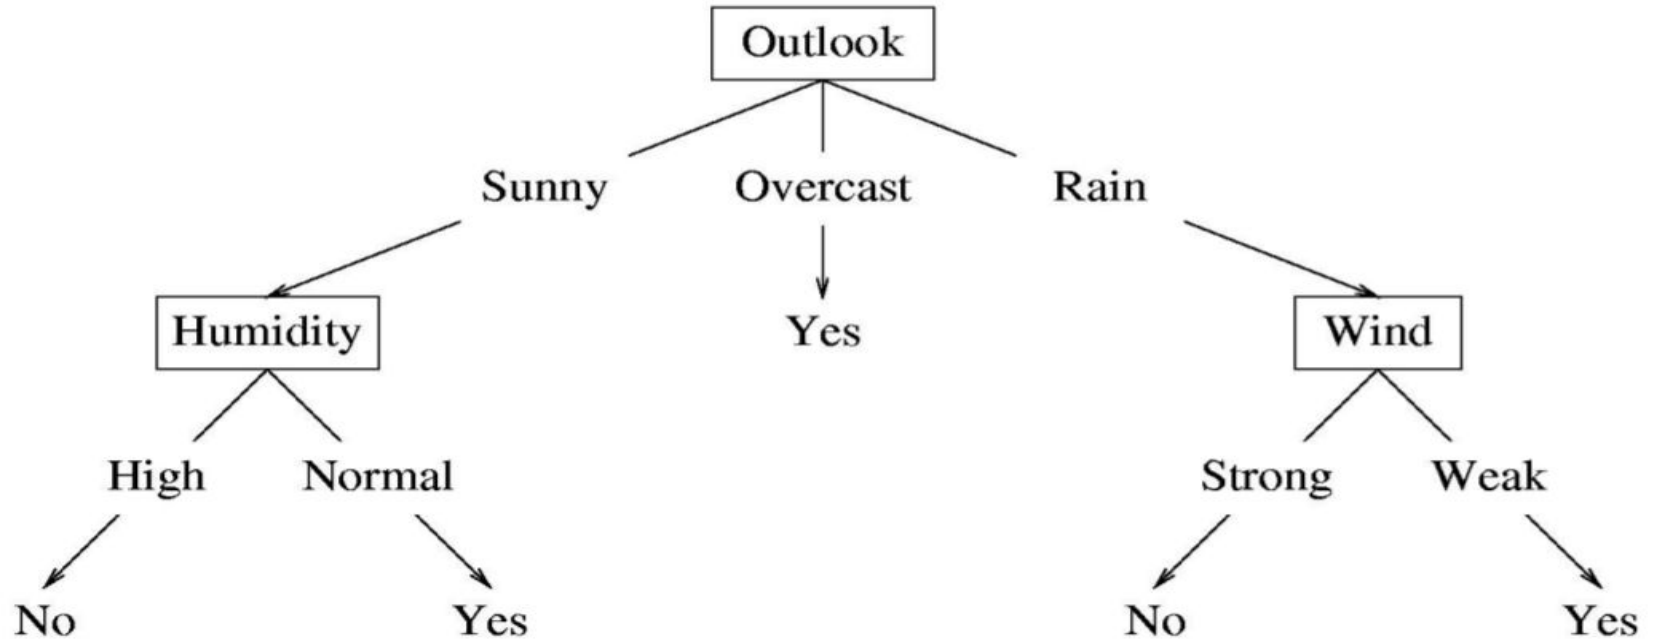 Outlook
Sunny Overcast Rain
Humidity Yes Wind
High Normal Strong Weak
No Yes No Yes